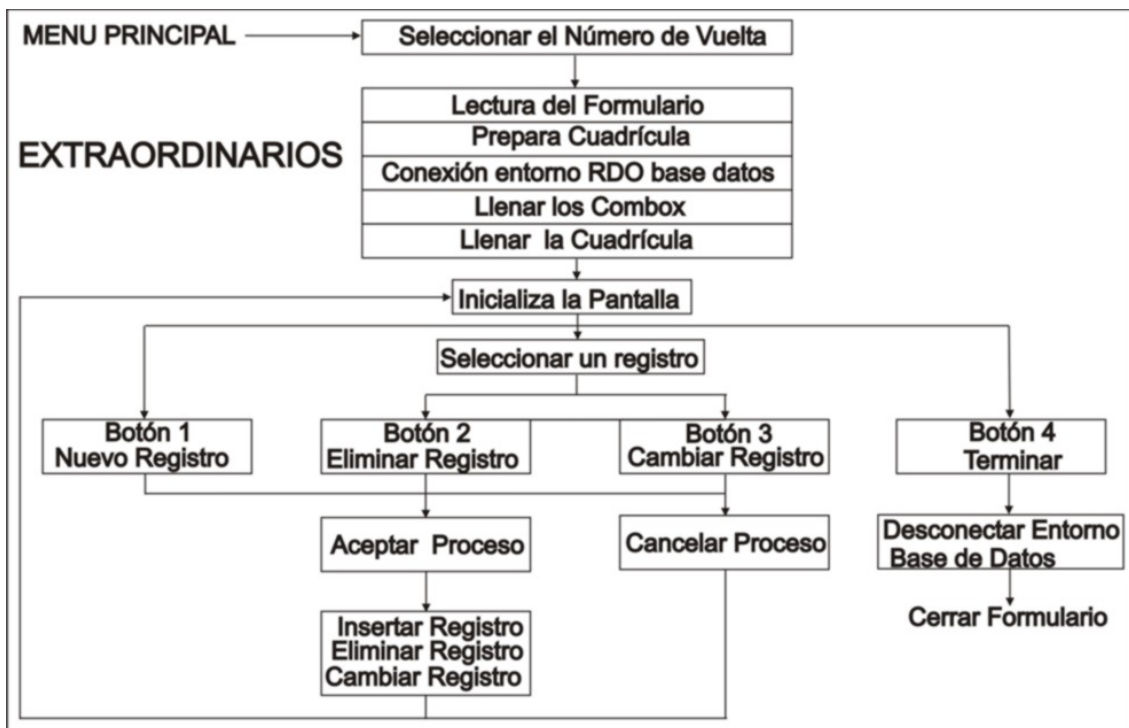 MENU PRINCIPAL
Seleccionar el Número de Vuelta
EXTRAORDINARIOS
Lectura del Formulario
Prepara Cuadrícula
Conexión entorno RDO base datos
Llenar los Combox
Llenar la Cuadrícula
Inicializa la Pantalla
Seleccionar un registro
Botón 1
Nuevo Registro
Botón 2
Eliminar Registro
Botón 3
Cambiar Registro
Botón 4
Terminar
Aceptar Proceso
Cancelar Proceso
Desconectar Entorno
Base de Datos
Insertar Registro
Eliminar Registro
Cambiar Registro
Cerrar Formulario